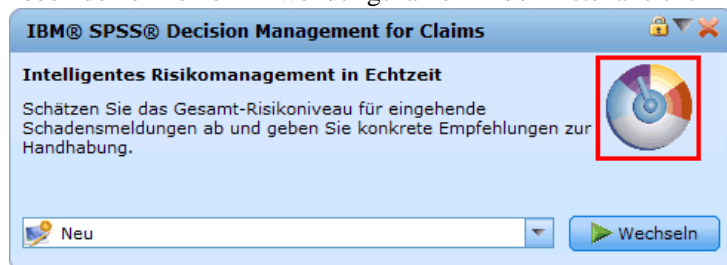 IBM® SPSS® Decision Management for Claims
Intelligentes Risikomanagement in Echtzeit
Schätzen Sie das Gesamt-Risikoniveau für eingehende
Schadensmeldungen ab und geben Sie konkrete Empfehlungen zur
Handhabung.
Neu
Wechseln